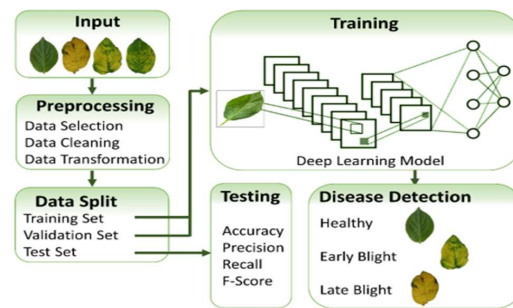 Input
Preprocessing
Data Selection
Data Cleaning
Data Transformation
Data Split
Training Set
Validation Set
Test Set
Training
Deep Learning Model
Testing
Accuracy
Precision
Recall
F-Score
Disease Detection
Healthy
Early Blight
Late Blight